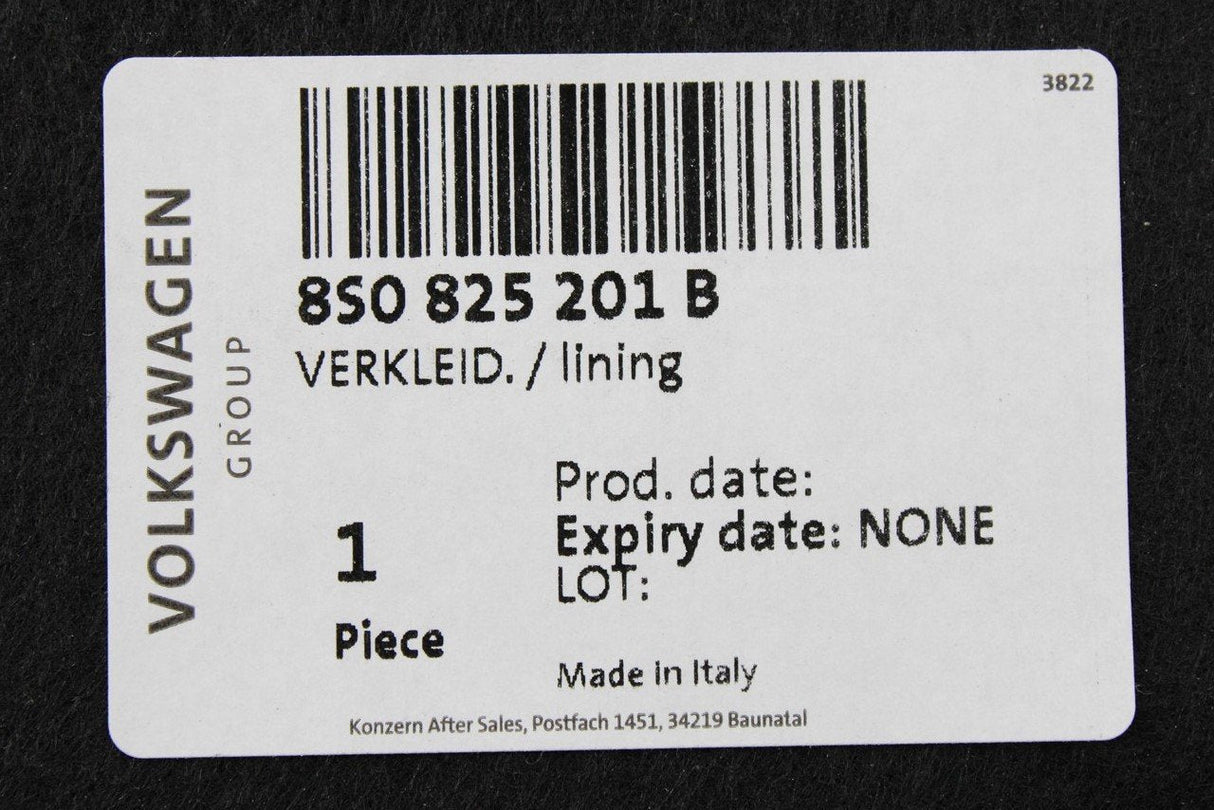 3822
VOLKSWAGEN
GROUP
8S0 825 201 B
VERKLEID. / lining
Prod. date:
Expiry date: NONE
LOT:
1
Piece
Made in Italy
Konzern After Sales, Postfach 1451, 34219 Baunatal